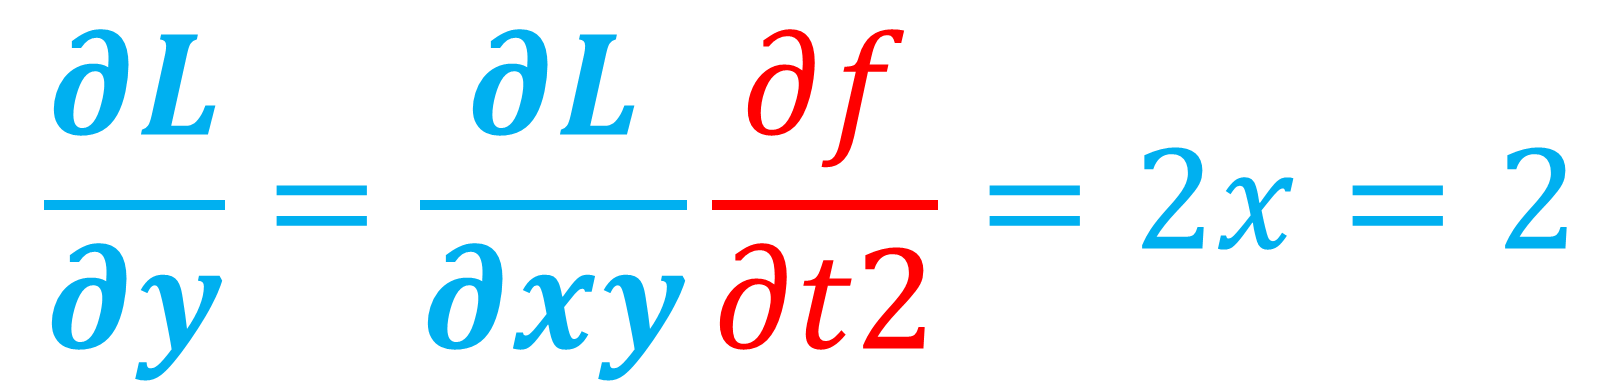 ∂L/∂y = ∂L/∂xy ∂f/∂t2 = 2x = 2